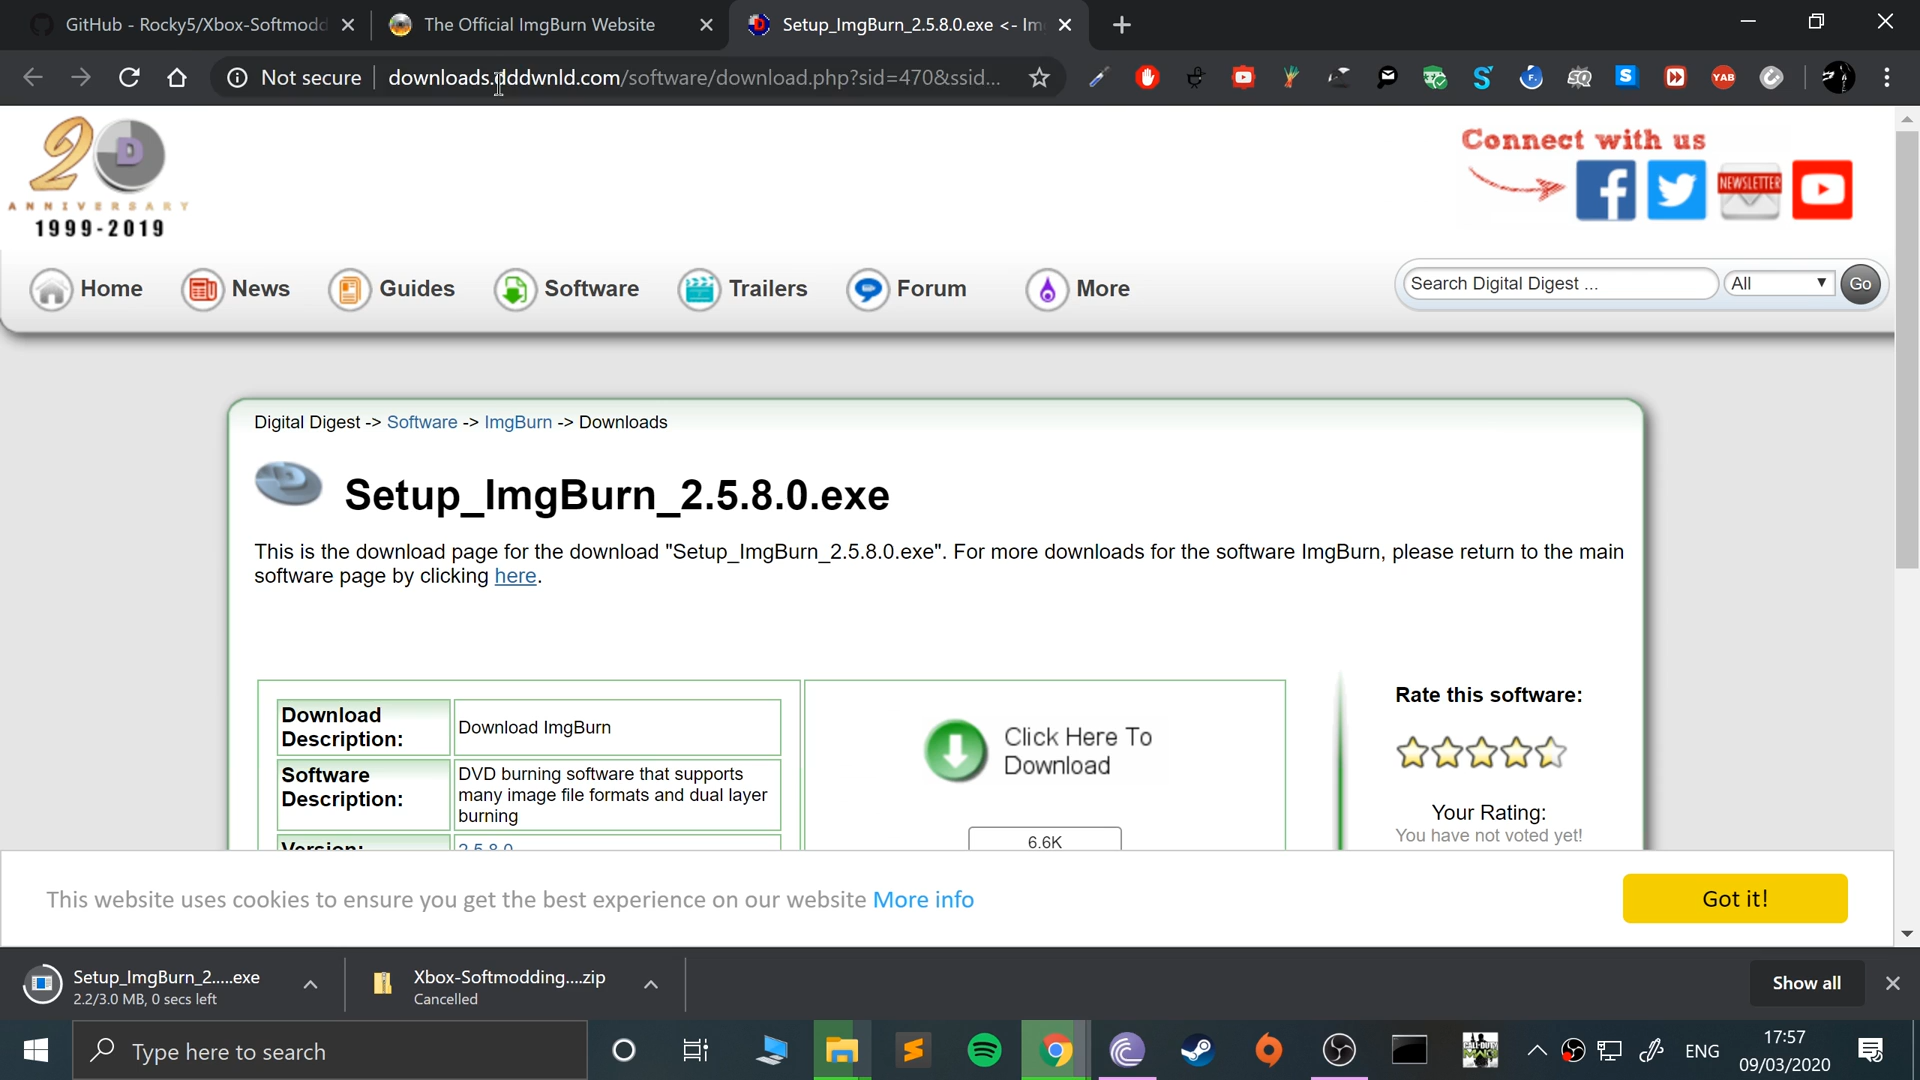 GitHub - Rocky5/Xbox-Softmodd
The Official ImgBurn Website
Setup_ImgBurn_2.5.8.0.exe <- Im
Not secure
downloads.dddwnld.com/software/download.php?sid=470&ssid...
YAB
20
D
ANNIVERSARY
1999-2019
Connect with us
NEWSLETTER
Home
News
Guides
Software
Trailers
Forum
More
Search Digital Digest ...
All
Go
Digital Digest -> Software -> ImgBurn -> Downloads
Setup_ImgBurn_2.5.8.0.exe
This is the download page for the download "Setup_ImgBurn_2.5.8.0.exe". For more downloads for the software ImgBurn, please return to the main
software page by clicking here.
Download
Description:
Download ImgBurn
Software
Description:
DVD burning software that supports
many image file formats and dual layer
burning
Version:
2.5.8.0
Click Here To
Download
6.6K
Rate this software:
Your Rating:
You have not voted yet!
This website uses cookies to ensure you get the best experience on our website More info
Got it!
Setup_ImgBurn_2.....exe
2.2/3.0 MB, 0 secs left
Xbox-Softmodding....zip
Cancelled
Show all
Type here to search
ENG
17:57
09/03/2020